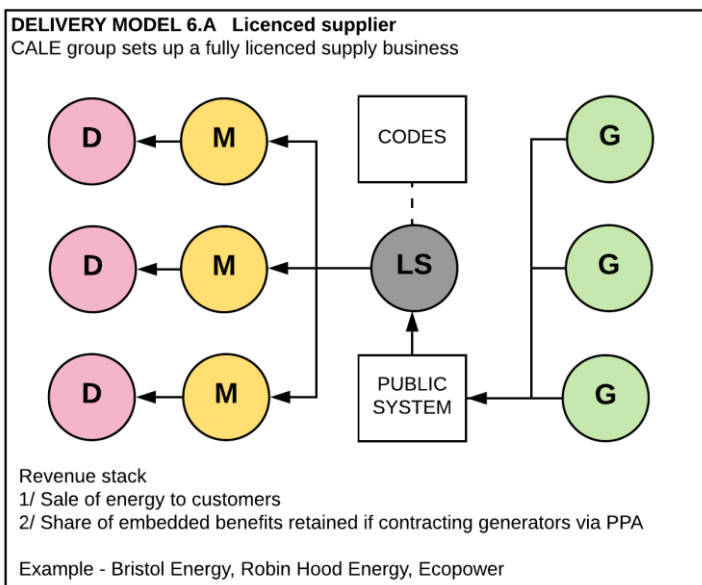 DELIVERY MODEL 6.A Licenced supplier
CALE group sets up a fully licenced supply business
D
M
CODES
G
D
M
LS
G
D
M
PUBLIC
SYSTEM
G
Revenue stack
1/ Sale of energy to customers
2/ Share of embedded benefits retained if contracting generators via PPA
Example - Bristol Energy, Robin Hood Energy, Ecopower